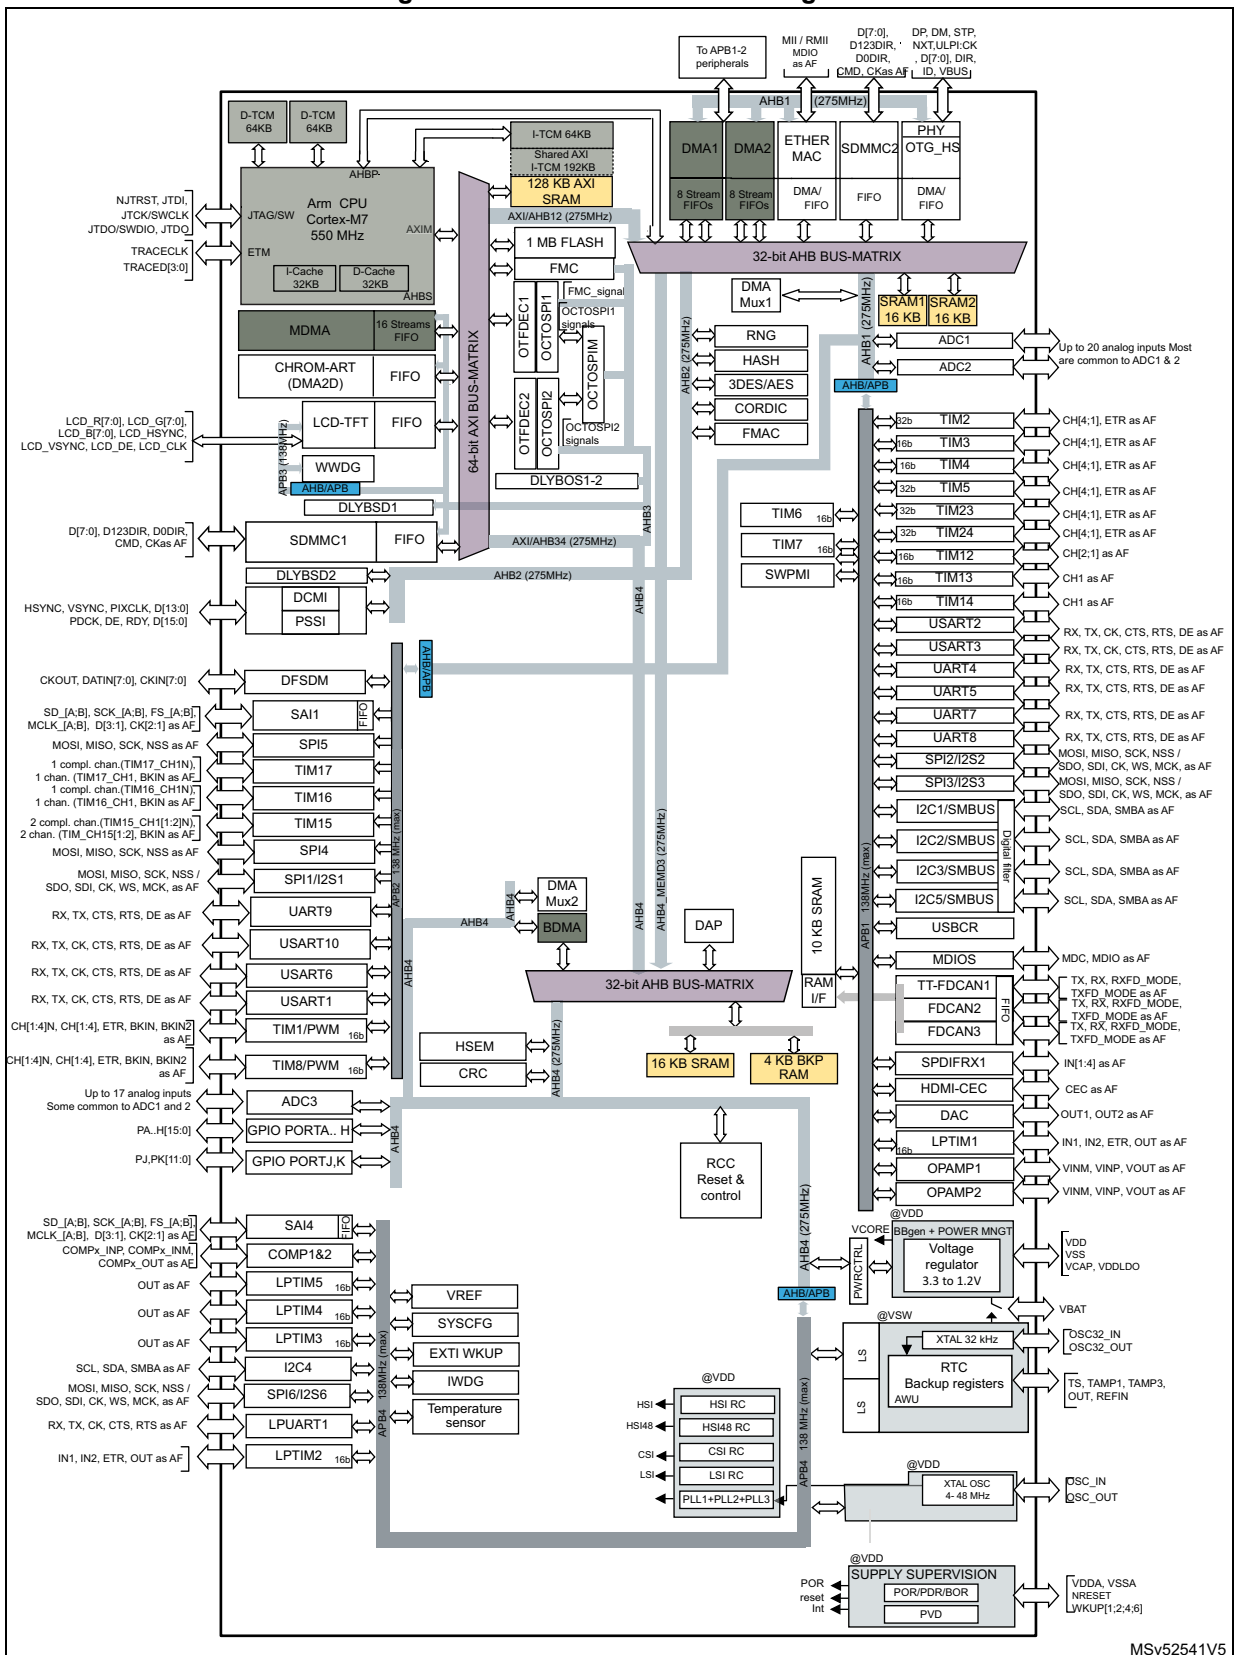 To APB1-2
peripherals
MII / RMII
MDIO
as AF
D[7:0],
D123DIR,
D0DIR,
CMD, CKas AF
DP, DM, STP,
NXT,ULPI:CK
, D[7:0], DIR,
ID, VBUS
AHB1 (275MHz)
D-TCM
64KB
D-TCM
64KB
I-TCM 64KB
Shared AXI
I-TCM 192KB
128 KB AXI
SRAM
AHBP
Arm CPU
Cortex-M7
550 MHz
JTAG/SW
ETM
AXIM
I-Cache
32KB
D-Cache
32KB
AHBS
NJTRST, JTDI,
JTCK/SWCLK
JTDO/SWDIO, JTDO
TRACECLK
TRACED[3:0]
DMA1
8 Stream
FIFOs
DMA2
8 Stream
FIFOs
ETHER
MAC
DMA/
FIFO
SDMMC2
FIFO
PHY
OTG_HS
DMA/
FIFO
AXI/AHB12 (275MHz)
1 MB FLASH
FMC
FMC_signal
32-bit AHB BUS-MATRIX
64-bit AXI BUS-MATRIX
OTFDEC1
OCTOSPI1
OCTOSPI1
signals
OCTOSPIM
OTFDEC2
OCTOSPI2
OCTOSPI2
signals
DLYBOS1-2
AHB3
DMA
Mux1
SRAM1
16 KB
SRAM2
16 KB
AHB1 (275MHz)
AHB2 (275MHz)
RNG
HASH
3DES/AES
CORDIC
FMAC
ADC1
ADC2
Up to 20 analog inputs Most
are common to ADC1 & 2
AHB/APB
MDMA
16 Streams
FIFO
CHROM-ART
(DMA2D)
FIFO
LCD-TFT
FIFO
LCD_R[7:0], LCD_G[7:0],
LCD_B[7:0], LCD_HSYNC,
LCD_VSYNC, LCD_DE, LCD_CLK
APB3 (138MHz)
WWDG
AHB/APB
DLYBSD1
SDMMC1
FIFO
D[7:0], D123DIR, D0DIR,
CMD, CKas AF
AXI/AHB34 (275MHz)
DLYBSD2
AHB2 (275MHz)
DCMI
PSSI
HSYNC, VSYNC, PIXCLK, D[13:0]
PDCK, DE, RDY, D[15:0]
AHB4
TIM6
16b
TIM7
16b
SWPMI
32b TIM2
CH[4;1], ETR as AF
16b TIM3
CH[4;1], ETR as AF
16b TIM4
CH[4;1], ETR as AF
32b TIM5
CH[4;1], ETR as AF
32b TIM23
CH[4;1], ETR as AF
32b TIM24
CH[4;1], ETR as AF
16b TIM12
CH[2;1] as AF
16b TIM13
CH1 as AF
16b TIM14
CH1 as AF
USART2
RX, TX, CK, CTS, RTS, DE as AF
USART3
RX, TX, CK, CTS, RTS, DE as AF
UART4
RX, TX, CTS, RTS, DE as AF
UART5
RX, TX, CTS, RTS, DE as AF
UART7
RX, TX, CTS, RTS, DE as AF
UART8
RX, TX, CTS, RTS, DE as AF
SPI2/I2S2
MOSI, MISO, SCK, NSS /
SDO, SDI, CK, WS, MCK, as AF
SPI3/I2S3
MOSI, MISO, SCK, NSS /
SDO, SDI, CK, WS, MCK, as AF
I2C1/SMBUS
SCL, SDA, SMBA as AF
I2C2/SMBUS
SCL, SDA, SMBA as AF
I2C3/SMBUS
SCL, SDA, SMBA as AF
I2C5/SMBUS
SCL, SDA, SMBA as AF
Digital filter
USBCR
MDIOS
MDC, MDIO as AF
TT-FDCAN1
TX, RX, RXFD_MODE,
TXFD_MODE as AF
FDCAN2
TX, RX, RXFD_MODE,
TXFD_MODE as AF
FDCAN3
TX, RX, RXFD_MODE,
TXFD_MODE as AF
FIFO
SPDIFRX1
IN[1:4] as AF
HDMI-CEC
CEC as AF
DAC
OUT1, OUT2 as AF
16b LPTIM1
IN1, IN2, ETR, OUT as AF
OPAMP1
VINM, VINP, VOUT as AF
OPAMP2
VINM, VINP, VOUT as AF
APB1 138MHz (max)
10 KB SRAM
RAM
I/F
AHB/APB
DFSDM
CKOUT, DATIN[7:0], CKIN[7:0]
SAI1
FIFO
SD_[A;B], SCK_[A;B], FS_[A;B],
MCLK_[A;B], D[3:1], CK[2:1] as AF
SPI5
MOSI, MISO, SCK, NSS as AF
TIM17
1 compl. chan.(TIM17_CH1N),
1 chan. (TIM17_CH1, BKIN as AF
TIM16
1 compl. chan.(TIM16_CH1N),
1 chan. (TIM16_CH1, BKIN as AF
TIM15
2 compl. chan.(TIM15_CH1[1:2]N),
2 chan. (TIM_CH15[1:2], BKIN as AF
SPI4
MOSI, MISO, SCK, NSS as AF
SPI1/I2S1
MOSI, MISO, SCK, NSS /
SDO, SDI, CK, WS, MCK, as AF
UART9
RX, TX, CTS, RTS, DE as AF
USART10
RX, TX, CK, CTS, RTS, DE as AF
USART6
RX, TX, CK, CTS, RTS, DE as AF
USART1
RX, TX, CK, CTS, RTS, DE as AF
TIM1/PWM
16b
CH[1:4]N, CH[1:4], ETR, BKIN, BKIN2
as AF
TIM8/PWM
16b
CH[1:4]N, CH[1:4], ETR, BKIN, BKIN2
as AF
APB2 138 MHz (max)
AHB4
AHB4
AHB4
DMA
Mux2
BDMA
AHB4
AHB4_MEMD3 (275MHz)
DAP
32-bit AHB BUS-MATRIX
HSEM
CRC
AHB4 (275MHz)
16 KB SRAM
4 KB BKP
RAM
ADC3
Up to 17 analog inputs
Some common to ADC1 and 2
GPIO PORTA.. H
PA..H[15:0]
GPIO PORTJ,K
PJ,PK[11:0]
AHB4
RCC
Reset &
control
AHB4 (275MHz)
AHB/APB
VCORE
PWRCTRL
@VDD
BBgen + POWER MNGT
Voltage
regulator
3.3 to 1.2V
VDD
VSS
VCAP, VDDLDO
VBAT
@VSW
LS
LS
XTAL 32 kHz
RTC
Backup registers
AWU
OSC32_IN
OSC32_OUT
TS, TAMP1, TAMP3,
OUT, REFIN
SAI4
FIFO
SD_[A;B], SCK_[A;B], FS_[A;B],
MCLK_[A;B], D[3:1], CK[2:1] as AF
COMP1&2
COMPx_INP, COMPx_INM,
COMPx_OUT as AF
LPTIM5
16b
OUT as AF
LPTIM4
16b
OUT as AF
LPTIM3
16b
OUT as AF
I2C4
SCL, SDA, SMBA as AF
SPI6/I2S6
MOSI, MISO, SCK, NSS /
SDO, SDI, CK, WS, MCK, as AF
LPUART1
RX, TX, CK, CTS, RTS as AF
LPTIM2
16b
IN1, IN2, ETR, OUT as AF
APB4 138MHz (max)
VREF
SYSCFG
EXTI WKUP
IWDG
Temperature
sensor
@VDD
HSI
HSI RC
HSI48
HSI48 RC
CSI
CSI RC
LSI
LSI RC
PLL1+PLL2+PLL3
APB4 138 MHz (max)
@VDD
XTAL OSC
4- 48 MHz
OSC_IN
OSC_OUT
@VDD
SUPPLY SUPERVISION
POR/PDR/BOR
PVD
POR
reset
Int
VDDA, VSSA
NRESET
WKUP[1;2;4;6]
MSv52541V5